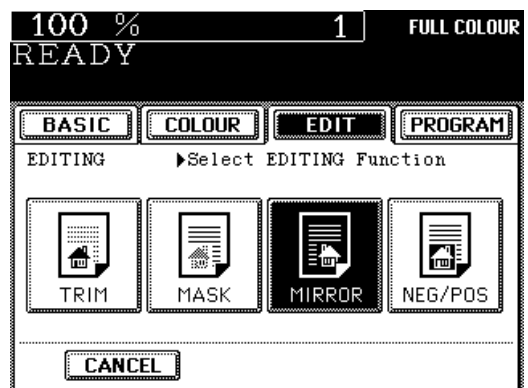 100 % 1 FULL COLOUR
READY
BASIC COLOUR EDIT PROGRAM
EDITING ▶Select EDITING Function
TRIM MASK MIRROR NEG/POS
CANCEL